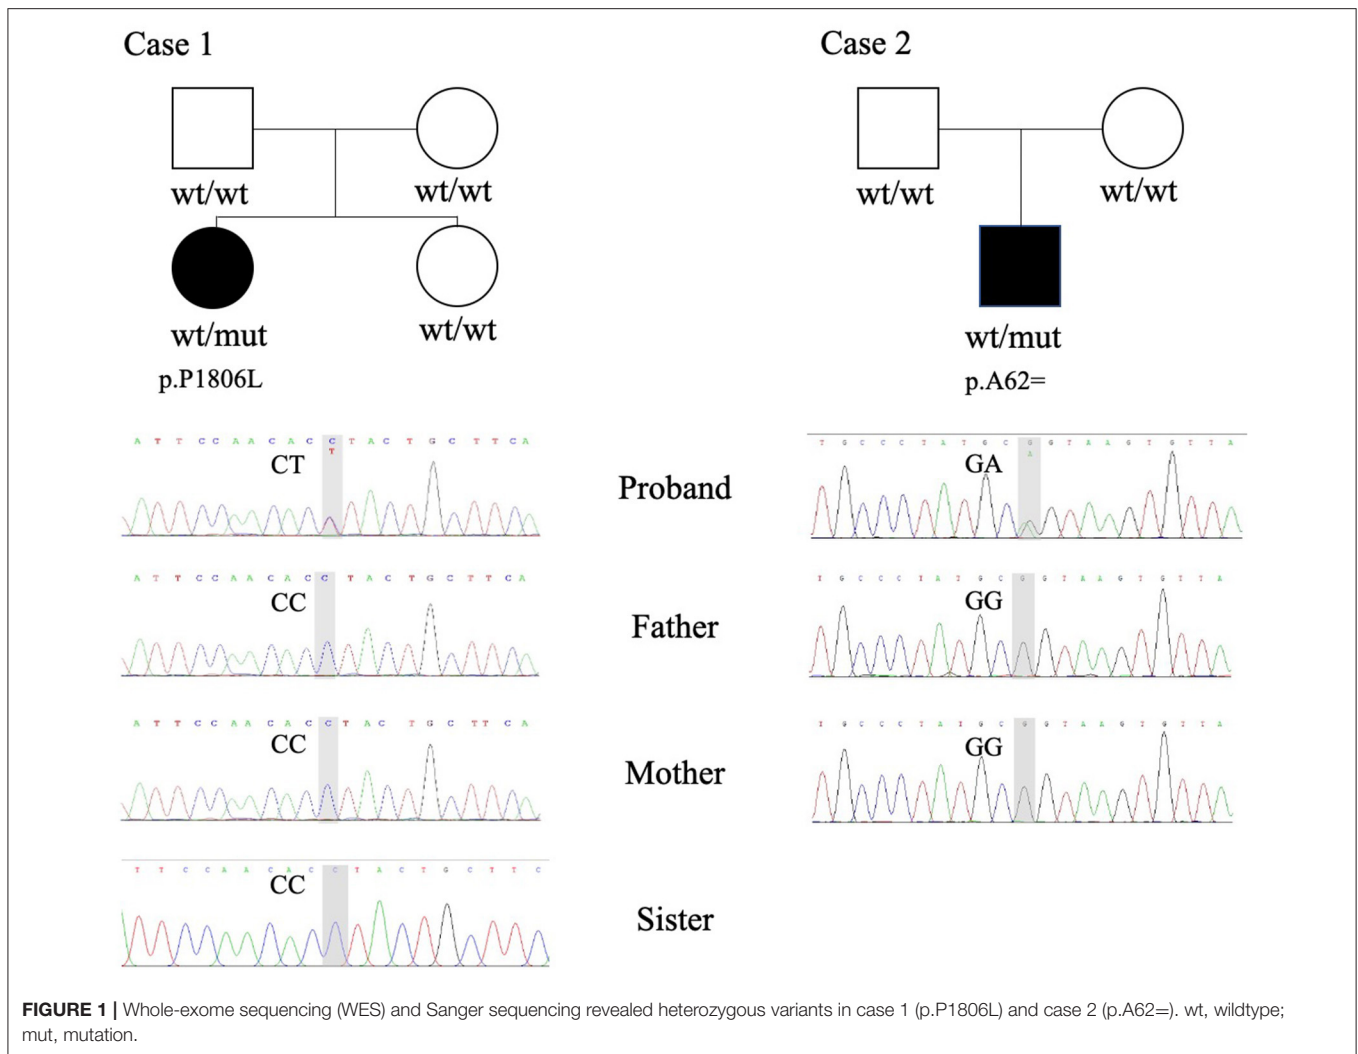 Case 1
Case 2
wt/wt
wt/wt
wt/wt
wt/wt
wt/mut
wt/wt
wt/mut
p.P1806L
p.A62=
A T T C C A A C A C C T A C T G C T T C A
T
CT
Proband
T G C C C T A T G C G G T A A G T G T T A
A
GA
A T T C C A A C A C C T A C T G C T T C A
CC
Father
T G C C C T A T G C G G T A A G T G T T A
GG
A T T C C A A C A C C T A C T G C T T C A
CC
Mother
T G C C C T A T G C G G T A A G T G T T A
GG
T T C C A A C A C C T A C T G C T T C
CC
Sister
FIGURE 1 | Whole-exome sequencing (WES) and Sanger sequencing revealed heterozygous variants in case 1 (p.P1806L) and case 2 (p.A62=). wt, wildtype;
mut, mutation.